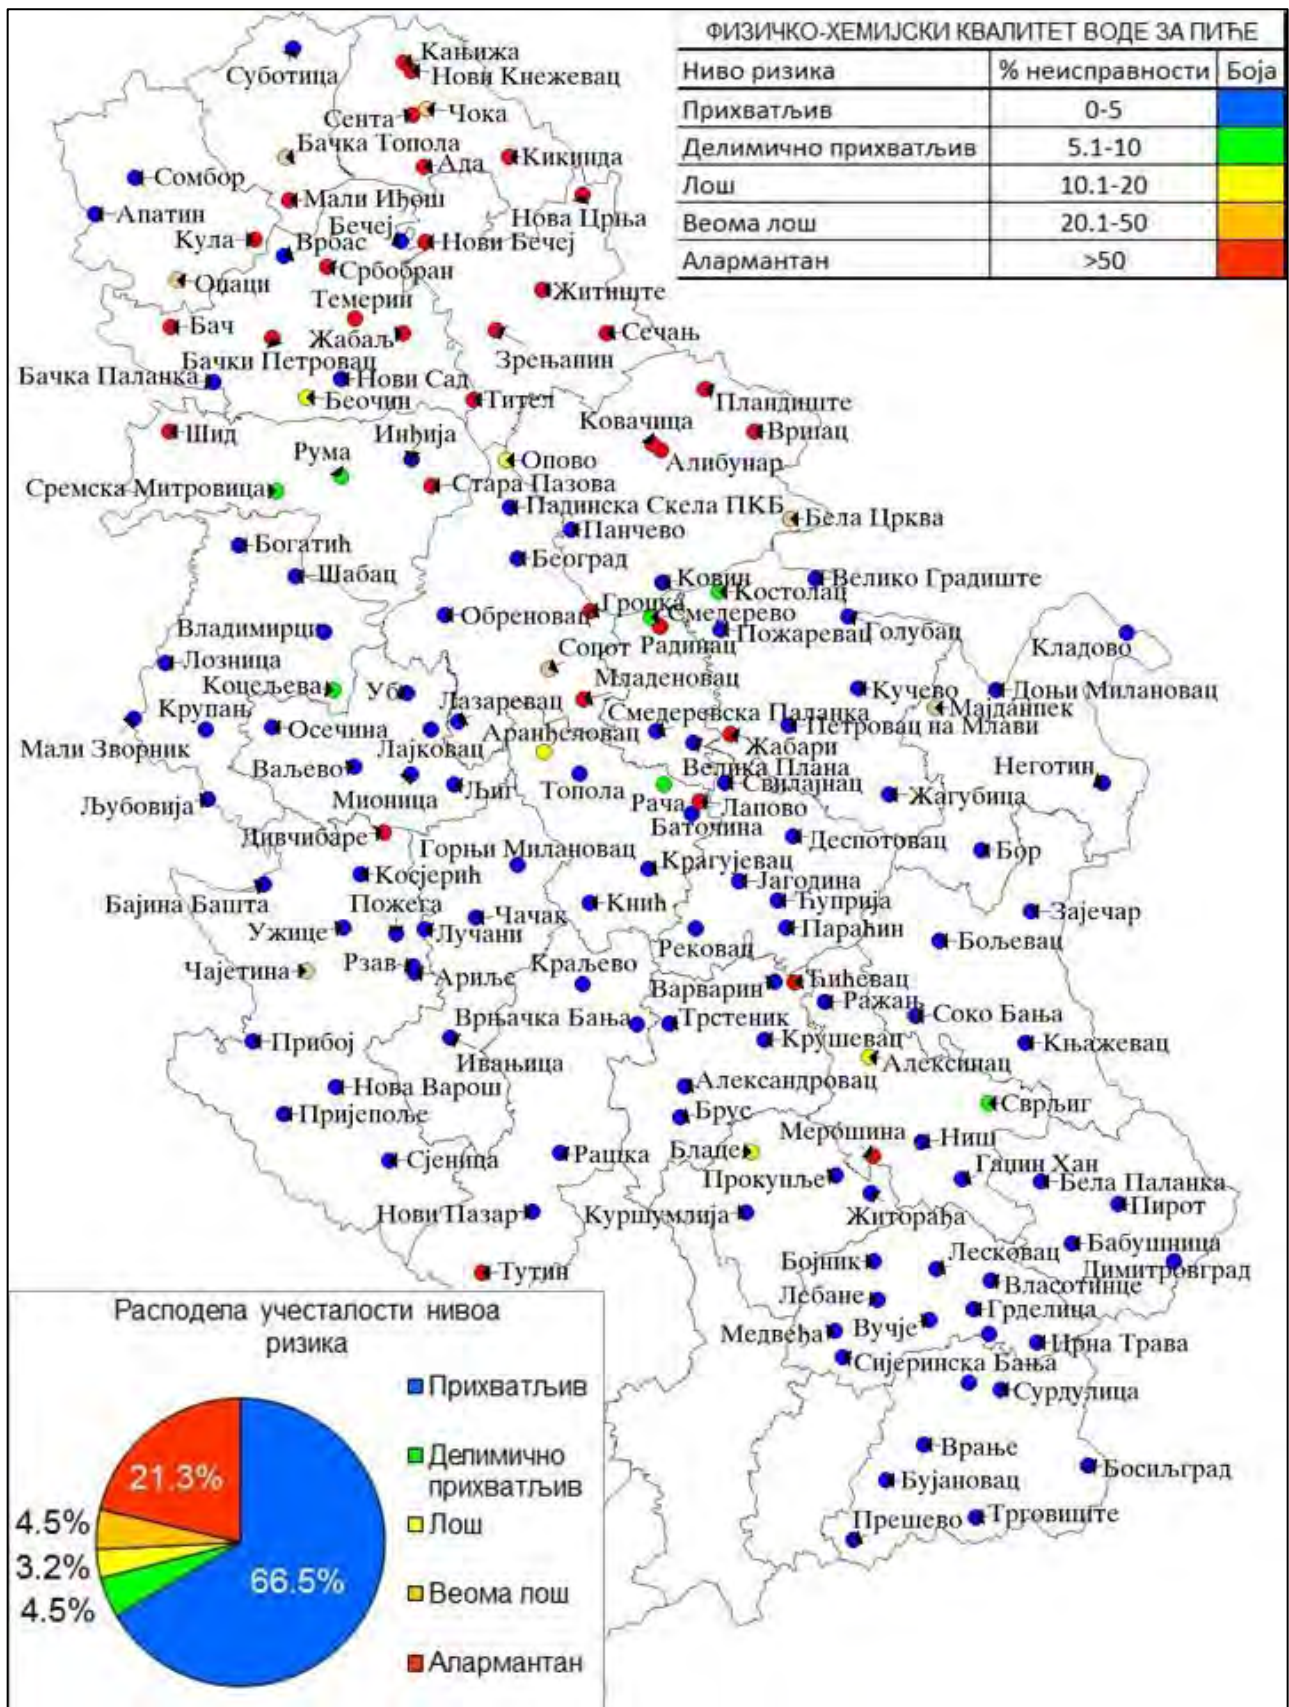 ФИЗИЧКО-ХЕМИЈСКИ КВАЛИТЕТ ВОДЕ ЗА ПИЋЕ
Ниво ризика % неисправности Боја
Прихватљив 0-5
Делимично прихватљив 5.1-10
Лош 10.1-20
Веома лош 20.1-50
Алармантан >50
Суботица
Кањижа
Нови Кнежевац
Сента
Чока
Бачка Топола
Ада
Кикинда
Сомбор
Мали Иђош
Нова Црња
Апатин
Бечеј
Кула
Врбас
Нови Бечеј
Србобран
Оџаци
Житиште
Темерин
Бач
Жабаљ
Сечањ
Зрењанин
Бачки Петровац
Бачка Паланка
Нови Сад
Беочин
Тител
Пландиште
Ковачица
Шид
Инђија
Вршац
Рума
Опово
Алибунар
Сремска Митровица
Стара Пазова
Падинска Скела ПКБ
Бела Црква
Панчево
Богатић
Београд
Шабац
Ковин
Велико Градиште
Костолац
Гроцка
Обреновац
Смедерево
Владимирци
Пожаревац
Голубац
Радинац
Кладово
Лозница
Сопот
Младеновац
Коцељева
Уб
Кучево
Доњи Милановац
Лазаревац
Мајданпек
Крупањ
Смедеревска Паланка
Осечина
Аранђеловац
Петровац на Млави
Мали Зворник
Лајковац
Жабари
Ваљево
Велика Плана
Неготин
Мионица
Љиг
Топола
Свилајнац
Жагубица
Љубовија
Рача
Лапово
Баточина
Дивчибаре
Деспотовац
Горњи Милановац
Бор
Крагујевац
Косјерић
Јагодина
Бајина Башта
Пожега
Кнић
Ћуприја
Чачак
Зајечар
Ужице
Лучани
Параћин
Рековац
Бољевац
Чајетина
Рзав
Ариље
Краљево
Варварин
Ћићевац
Ражањ
Врњачка Бања
Трстеник
Соко Бања
Прибој
Ивањица
Крушевац
Књажевац
Алексинац
Нова Варош
Александровац
Пријепоље
Брус
Сврљиг
Мерошина
Ниш
Сјеница
Рашка
Блаце
Гаџин Хан
Прокупље
Бела Паланка
Нови Пазар
Куршумлија
Житорађа
Пирот
Бабушница
Бојник
Лесковац
Димитровград
Тутин
Власотинце
Лебане
Грделица
Медвеђа
Вучје
Црна Трава
Сијеринска Бања
Сурдулица
Врање
Бујановац
Босиљград
Прешево
Трговиште
Расподела учесталости нивоа
ризика
Прихватљив
Делимично
прихватљив
Лош
Веома лош
Алармантан
21.3%
4.5%
3.2%
4.5%
66.5%